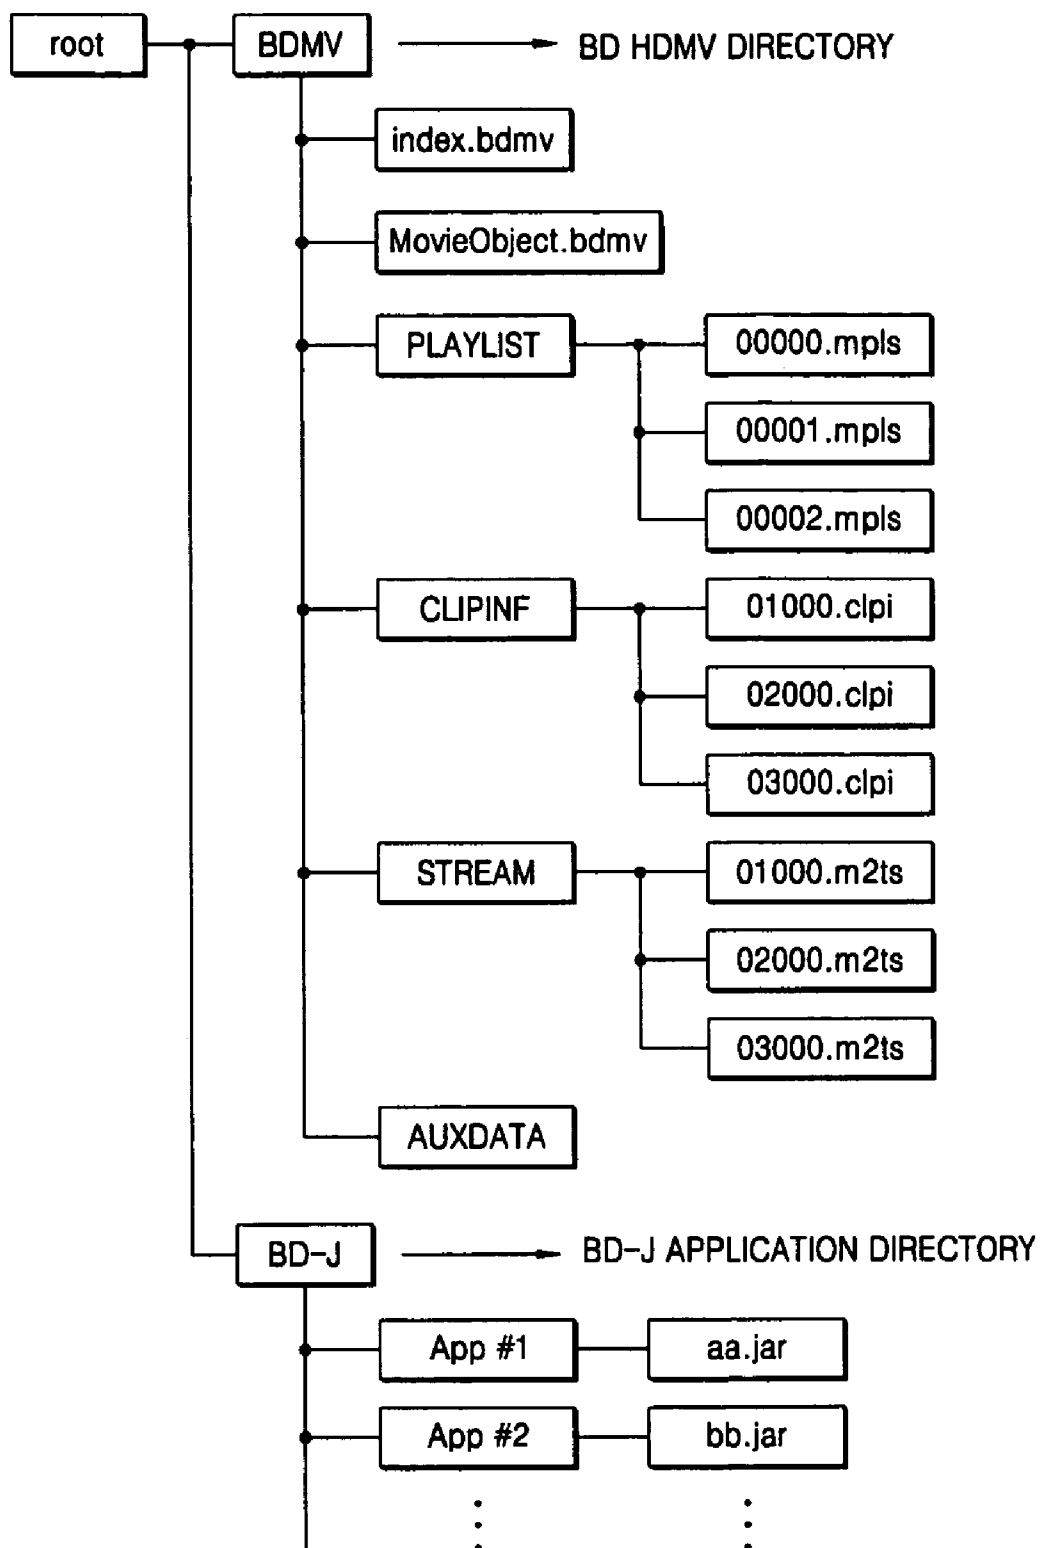 root
BDMV
BD HDMV DIRECTORY
index.bdmv
MovieObject.bdmv
PLAYLIST
00000.mpls
00001.mpls
00002.mpls
CLIPINF
01000.clpi
02000.clpi
03000.clpi
STREAM
01000.m2ts
02000.m2ts
03000.m2ts
AUXDATA
BD-J
BD-J APPLICATION DIRECTORY
App #1
aa.jar
App #2
bb.jar